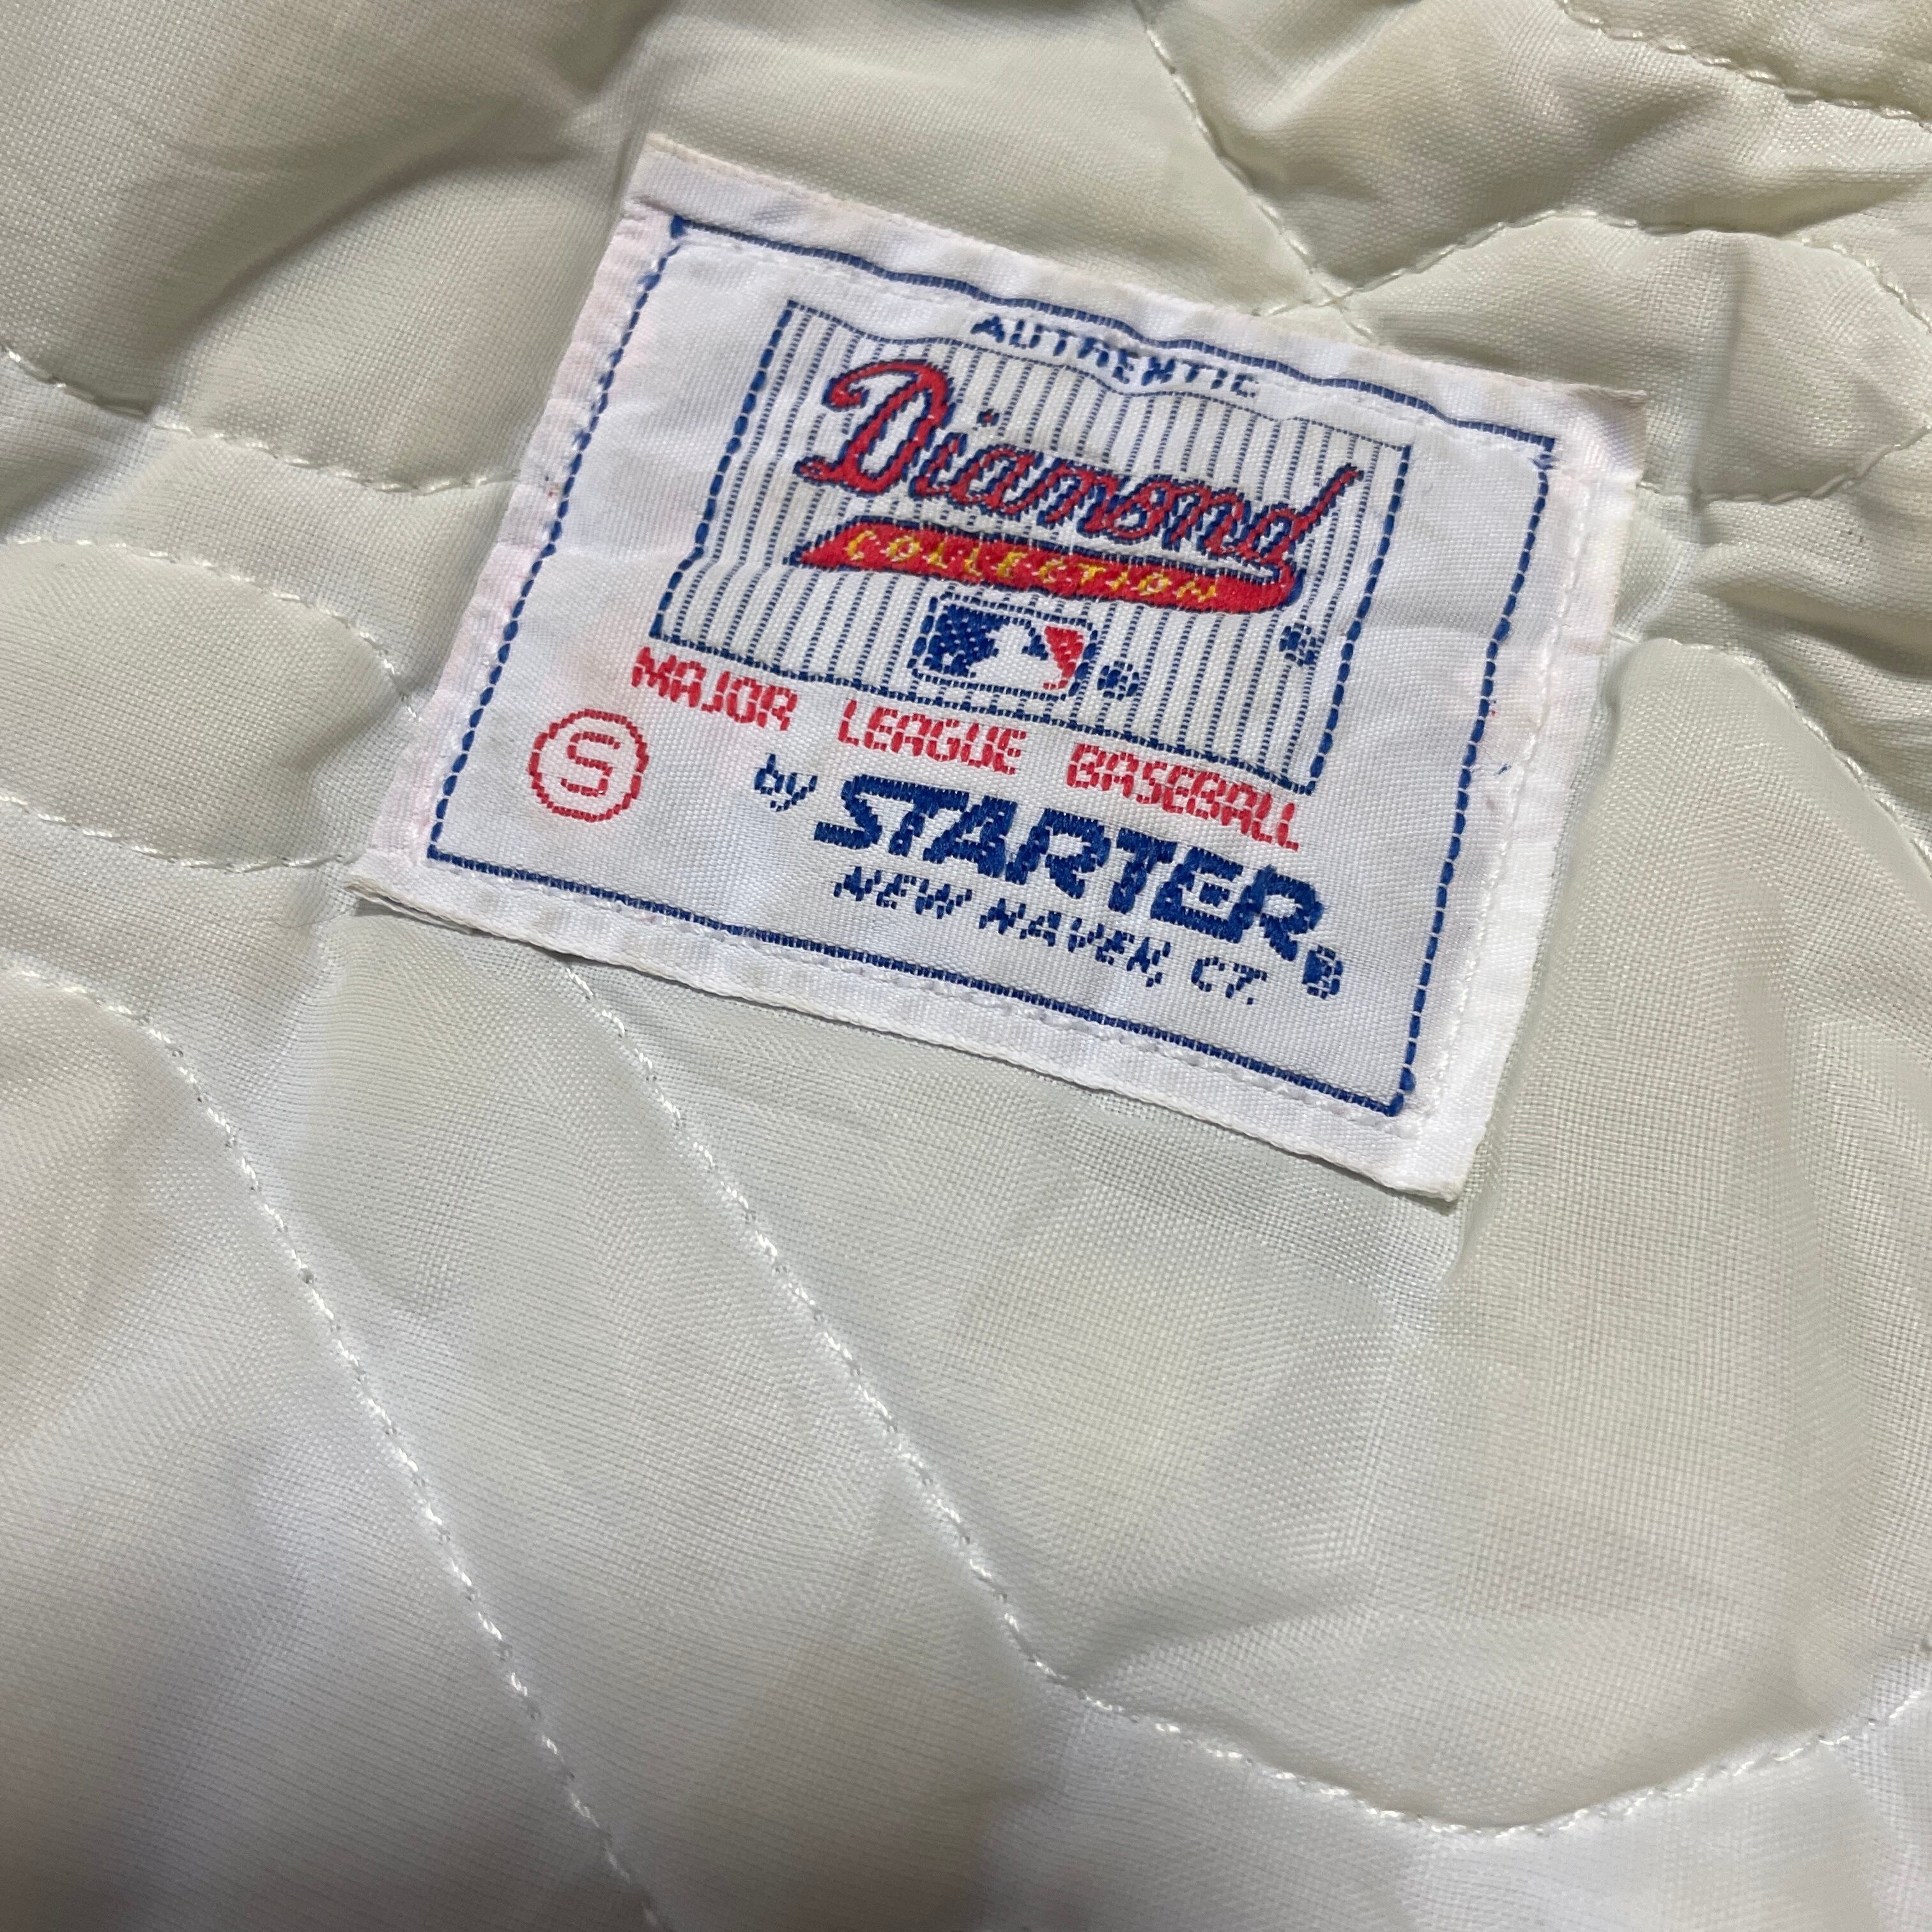 AUTHENTIC
Diamond
COLLECTION
®
®
MAJOR LEAGUE BASEBALL
S
by STARTER®
NEW HAVEN, CT.